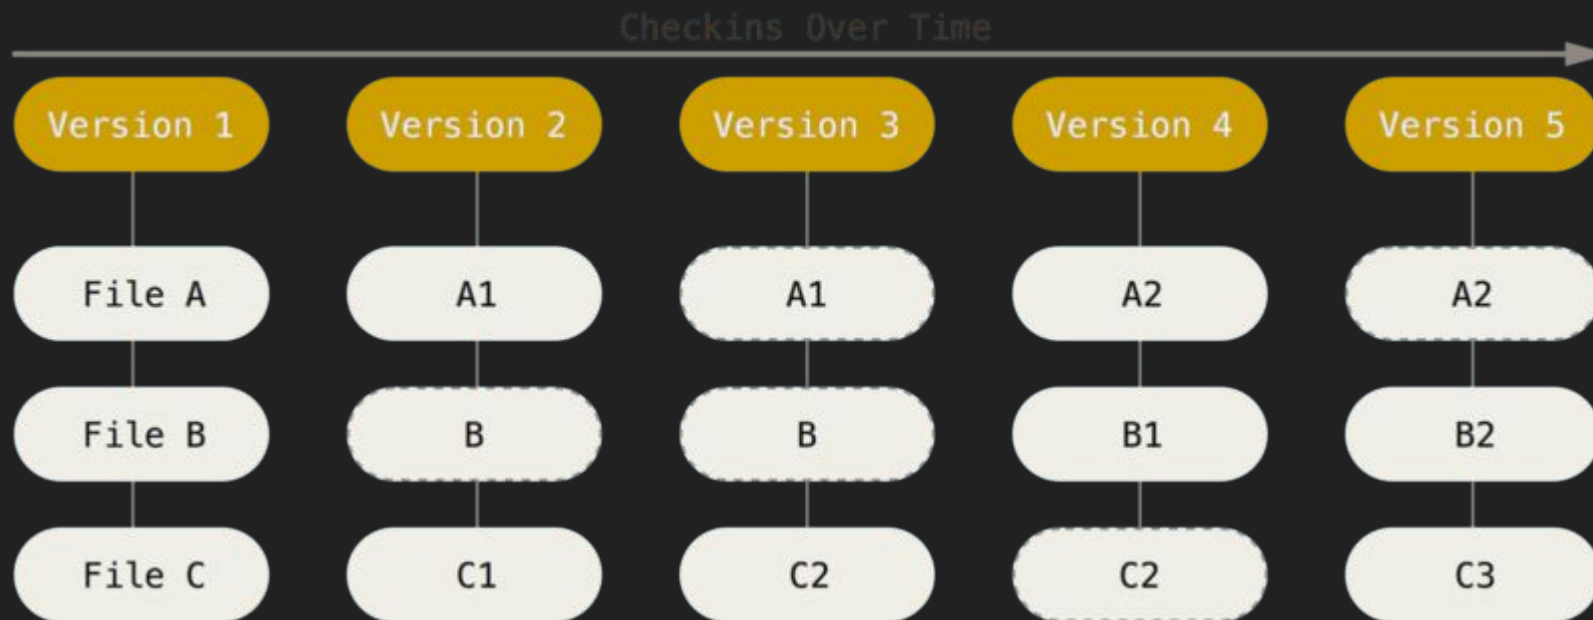 Checkins Over Time
Version 1 Version 2 Version 3 Version 4 Version 5
File A A1 A1 A2 A2
File B B B B1 B2
File C C1 C2 C2 C3